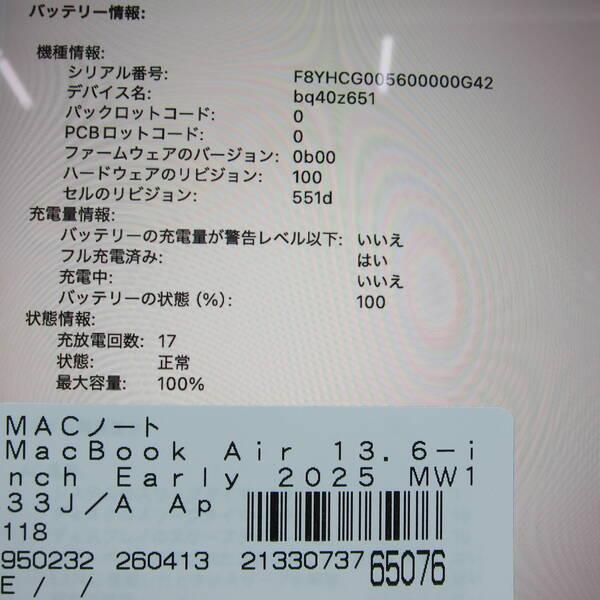 バッテリー情報:
機種情報:
シリアル番号: F8YHCG005600000G42
デバイス名: bq40z651
パックロットコード: 0
PCBロットコード: 0
ファームウェアのバージョン: 0b00
ハードウェアのリビジョン: 100
セルのリビジョン: 551d
充電量情報:
バッテリーの充電量が警告レベル以下: いいえ
フル充電済み: はい
充電中: いいえ
バッテリーの状態（%）: 100
状態情報:
充放電回数: 17
状態: 正常
最大容量: 100%
MACノート
MacBook Air 13.6-i
nch Early 2025 MW1
33J/A Ap
118
950232 260413 21330737 65076
E / /